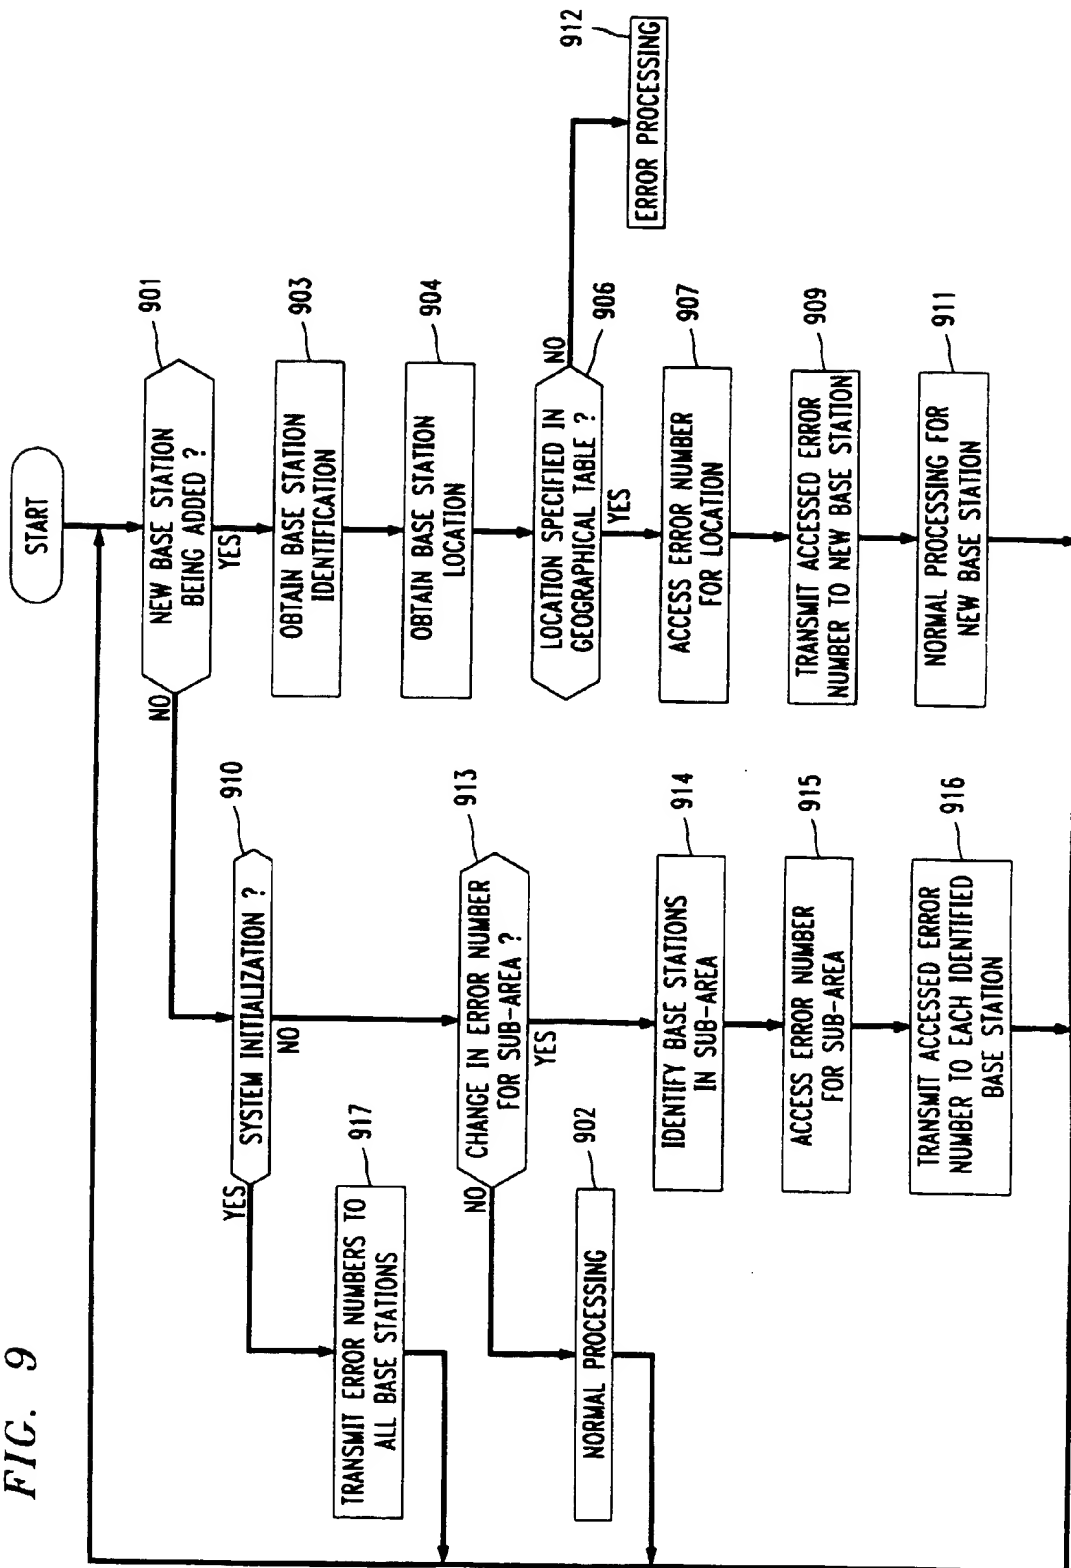 FIG. 9
START
901
NEW BASE STATION
BEING ADDED ?
NO
YES
903
OBTAIN BASE STATION
IDENTIFICATION
904
OBTAIN BASE STATION
LOCATION
906
LOCATION SPECIFIED IN
GEOGRAPHICAL TABLE ?
NO
YES
912
ERROR PROCESSING
907
ACCESS ERROR NUMBER
FOR LOCATION
909
TRANSMIT ACCESSED ERROR
NUMBER TO NEW BASE STATION
911
NORMAL PROCESSING FOR
NEW BASE STATION
910
SYSTEM INITIALIZATION ?
YES
NO
917
TRANSMIT ERROR NUMBERS TO
ALL BASE STATIONS
913
CHANGE IN ERROR NUMBER
FOR SUB-AREA ?
NO
YES
902
NORMAL PROCESSING
914
IDENTIFY BASE STATIONS
IN SUB-AREA
915
ACCESS ERROR NUMBER
FOR SUB-AREA
916
TRANSMIT ACCESSED ERROR
NUMBER TO EACH IDENTIFIED
BASE STATION